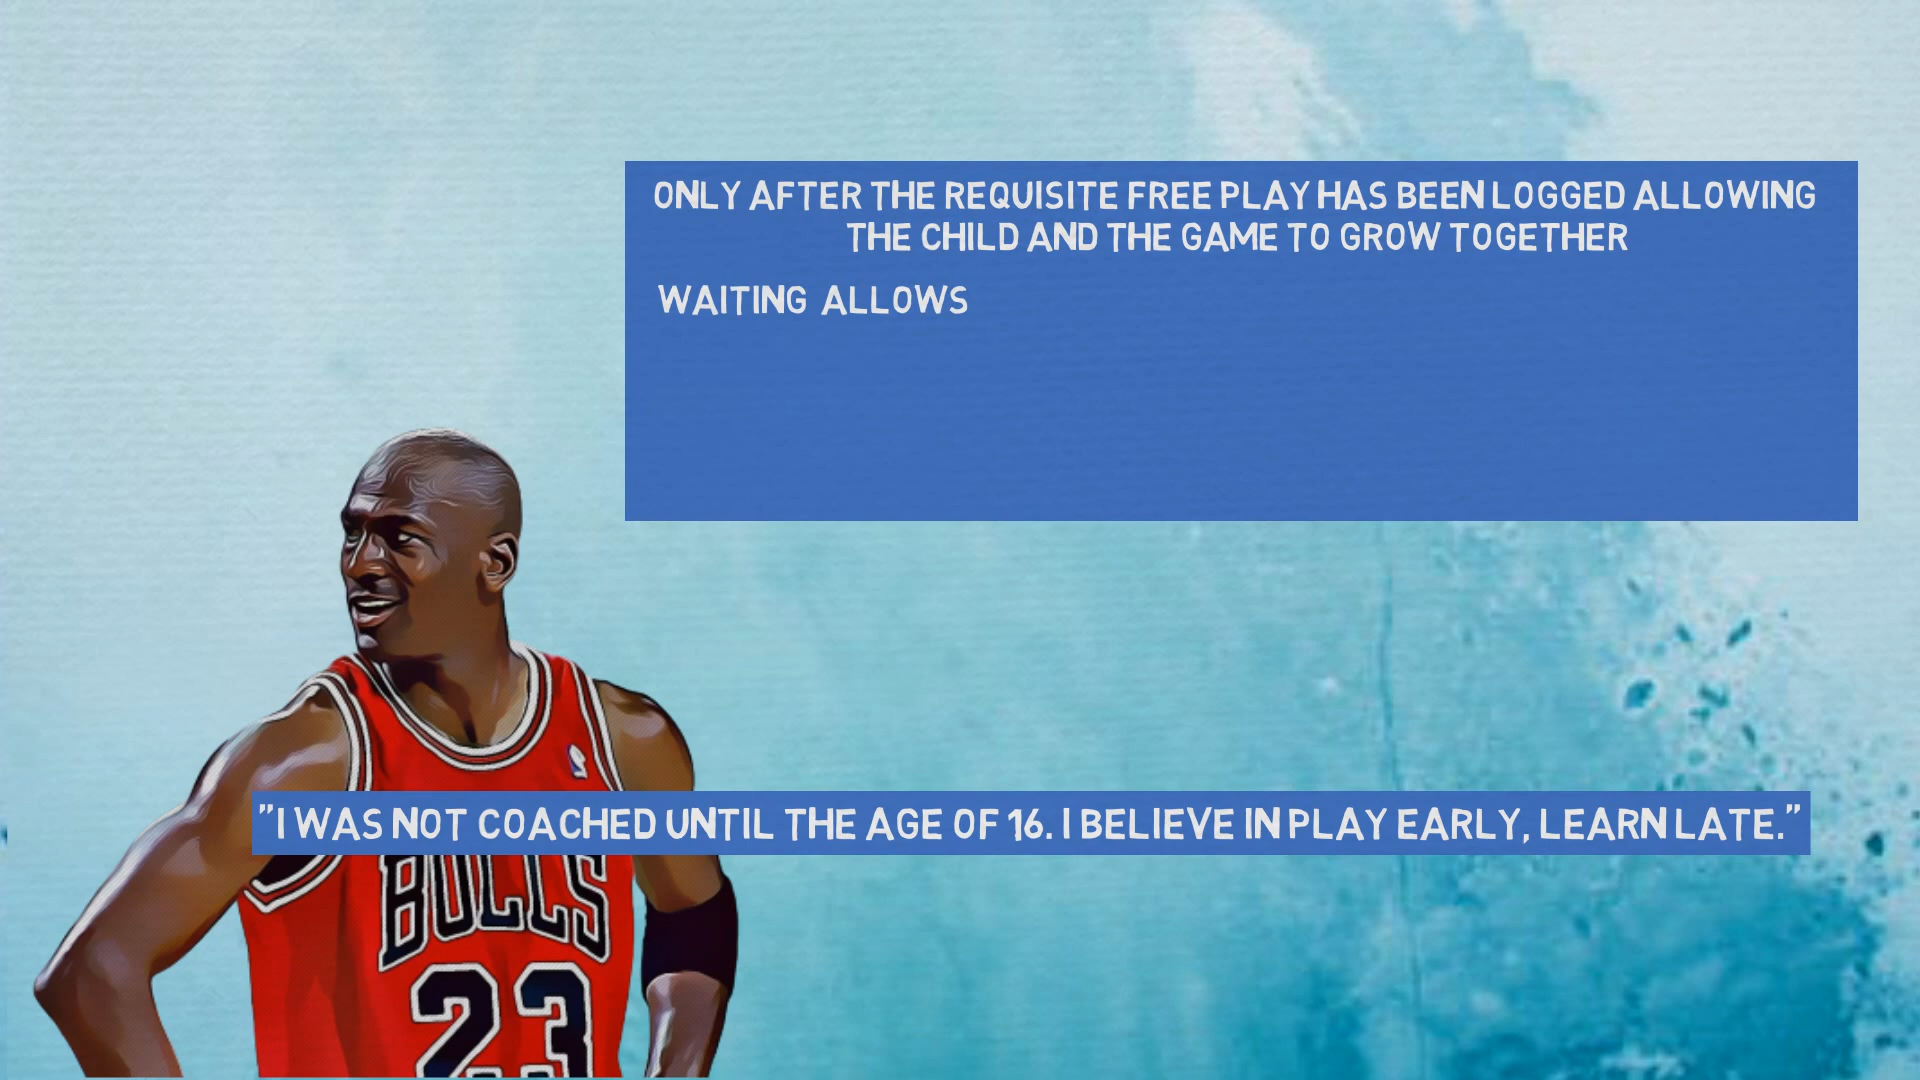 ONLY AFTER THE REQUISITE FREE PLAY HAS BEEN LOGGED ALLOWING
THE CHILD AND THE GAME TO GROW TOGETHER
WAITING ALLOWS
"I WAS NOT COACHED UNTIL THE AGE OF 16. I BELIEVE IN PLAY EARLY, LEARN LATE."
BULLS
23